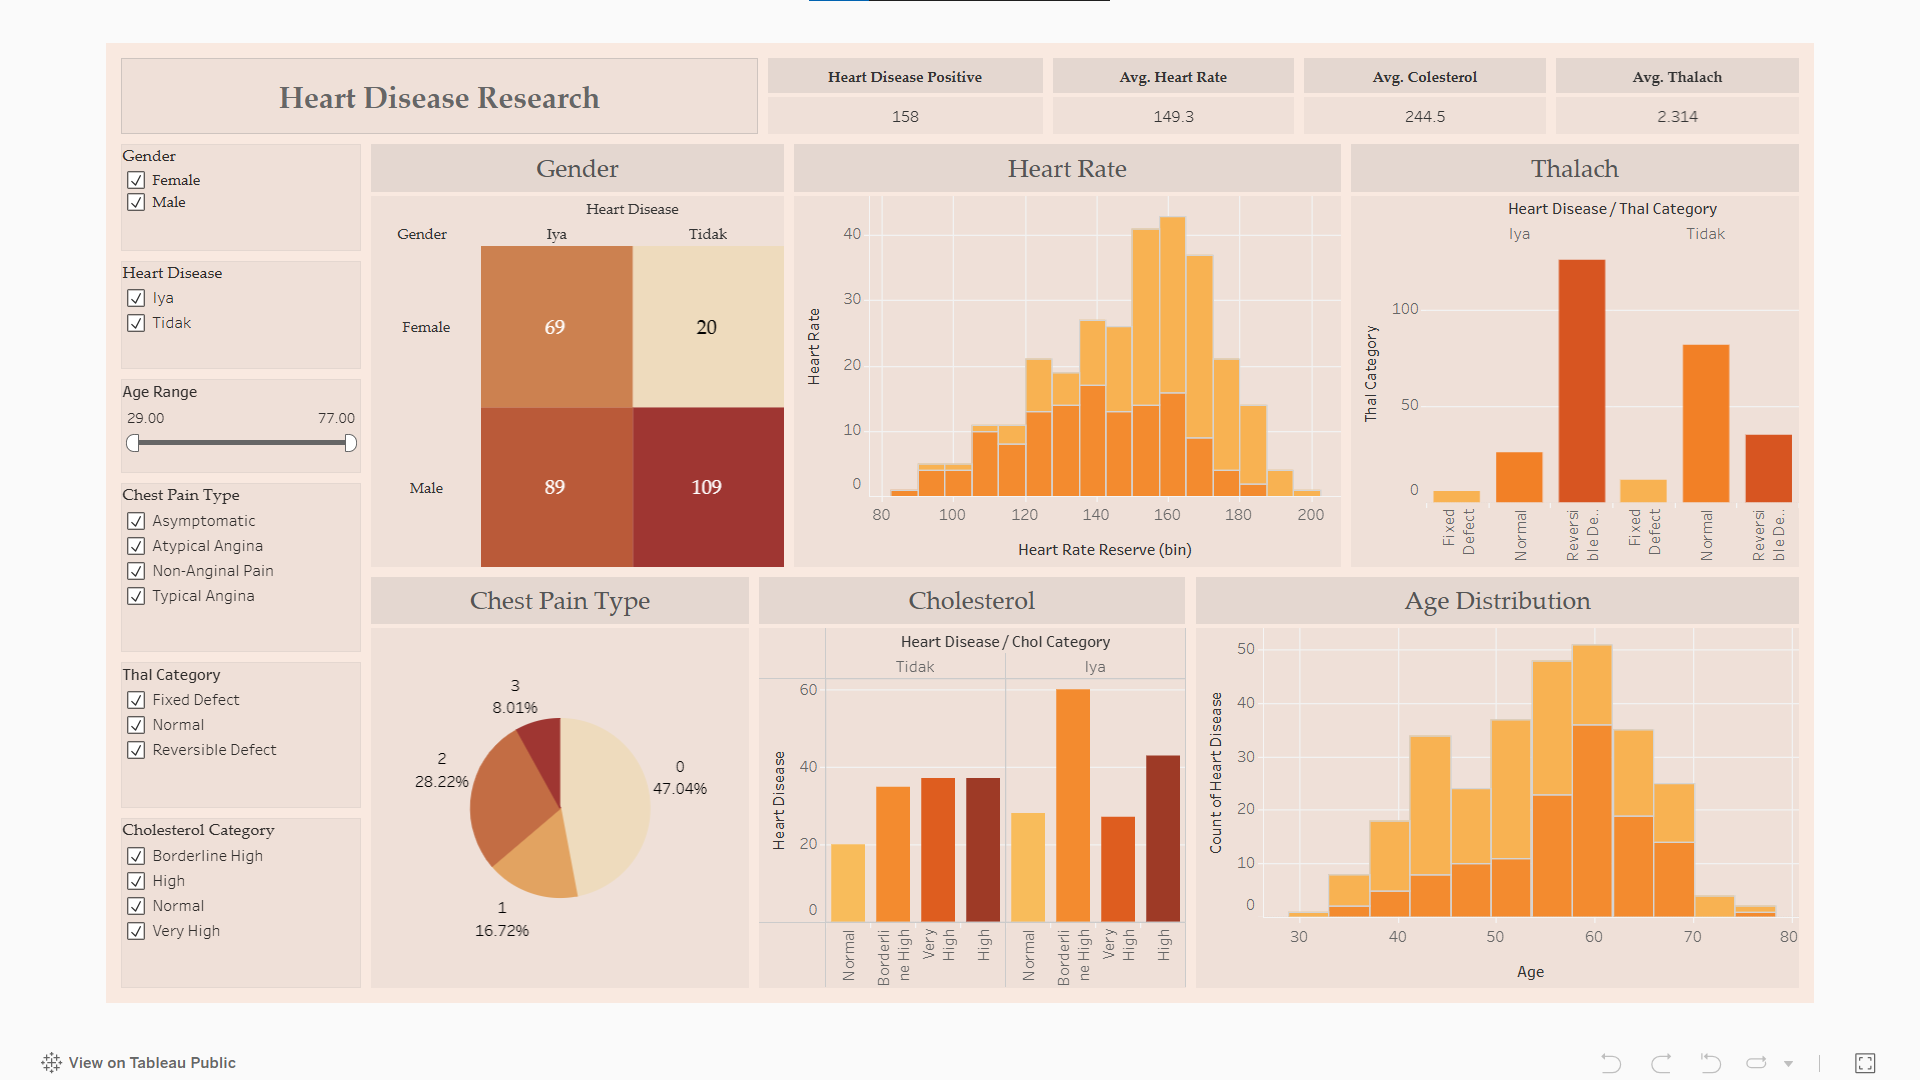 Heart Disease Research
Heart Disease Positive
158
Avg. Heart Rate
149.3
Avg. Colesterol
244.5
Avg. Thalach
2.314
Gender
Female
Male
Heart Disease
Iya
Tidak
Age Range
29.00 77.00
Chest Pain Type
Asymptomatic
Atypical Angina
Non-Anginal Pain
Typical Angina
Thal Category
Fixed Defect
Normal
Reversible Defect
Cholesterol Category
Borderline High
High
Normal
Very High
Gender
Heart Disease
Gender Iya Tidak
Female 69 20
Male 89 109
Heart Rate
Heart Rate
40
30
20
10
0
80 100 120 140 160 180 200
Heart Rate Reserve (bin)
Thalach
Heart Disease / Thal Category
Iya Tidak
Thal Category
100
50
0
Fixed
Defect
Normal
Reversi
ble De..
Fixed
Defect
Normal
Reversi
ble De..
Chest Pain Type
3
8.01%
2
28.22%
0
47.04%
1
16.72%
Cholesterol
Heart Disease / Chol Category
Tidak Iya
Heart Disease
60
40
20
0
Normal
Borderli
ne High
Very
High
High
Normal
Borderli
ne High
Very
High
High
Age Distribution
Count of Heart Disease
50
40
30
20
10
0
30 40 50 60 70 80
Age
View on Tableau Public